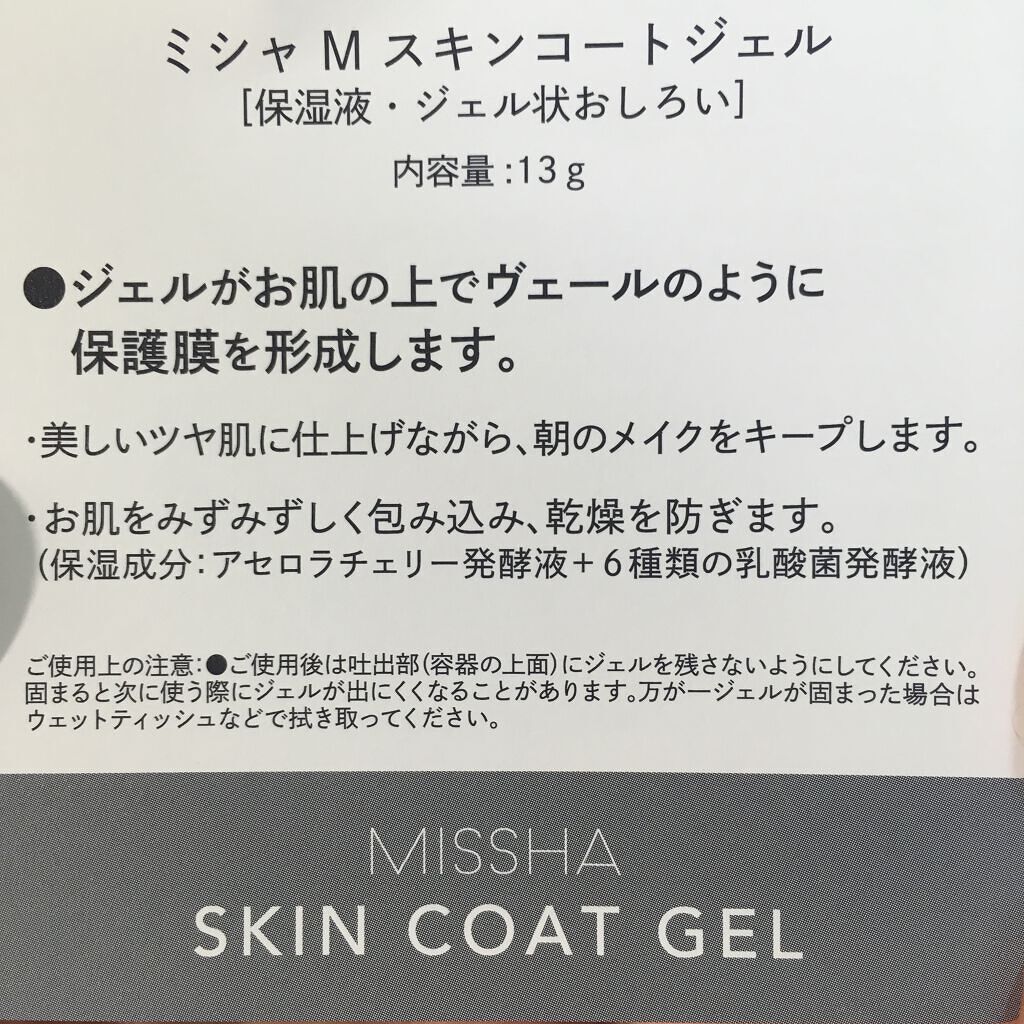 ミシャ M スキンコートジェル
[保湿液・ジェル状おしろい]
内容量:13g
●ジェルがお肌の上でヴェールのように
保護膜を形成します。
・美しいツヤ肌に仕上げながら、朝のメイクをキープします。
・お肌をみずみずしく包み込み、乾燥を防ぎます。
(保湿成分:アセロラチェリー発酵液+6種類の乳酸菌発酵液)
ご使用上の注意:●ご使用後は吐出部(容器の上面)にジェルを残さないようにしてください。
固まると次に使う際にジェルが出にくくなることがあります。万が一ジェルが固まった場合は
ウェットティッシュなどで拭き取ってください。
MISSHA
SKIN COAT GEL